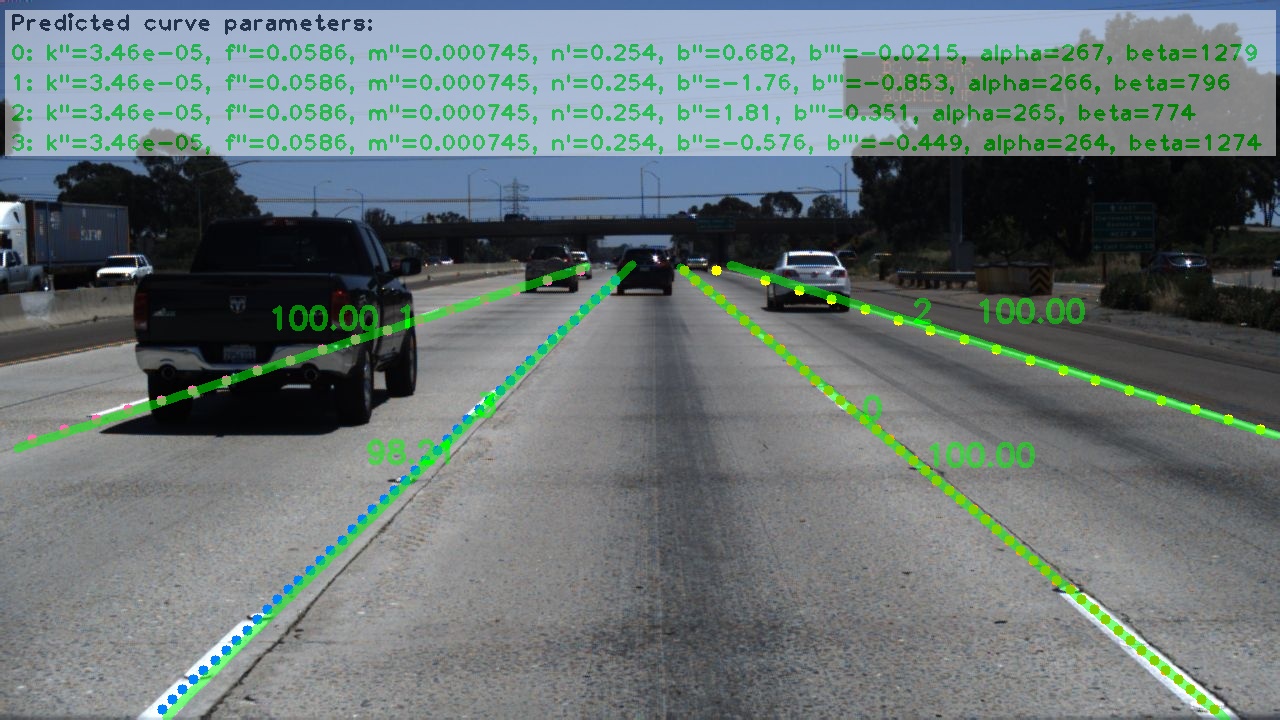 Predicted curve parameters:
0: k"=3.46e-05, f"=0.0586, m"=0.000745, n'=0.254, b"=0.682, b'"=-0.0215, alpha=267, beta=1279
1: k"=3.46e-05, f"=0.0586, m"=0.000745, n'=0.254, b"=-1.76, b'"=-0.853, alpha=266, beta=796
2: k"=3.46e-05, f"=0.0586, m"=0.000745, n'=0.254, b"=1.81, b'"=0.351, alpha=265, beta=774
3: k"=3.46e-05, f"=0.0586, m"=0.000745, n'=0.254, b"=-0.576, b'"=-0.449, alpha=264, beta=1274
100.00 1
2 100.00
0
100.00